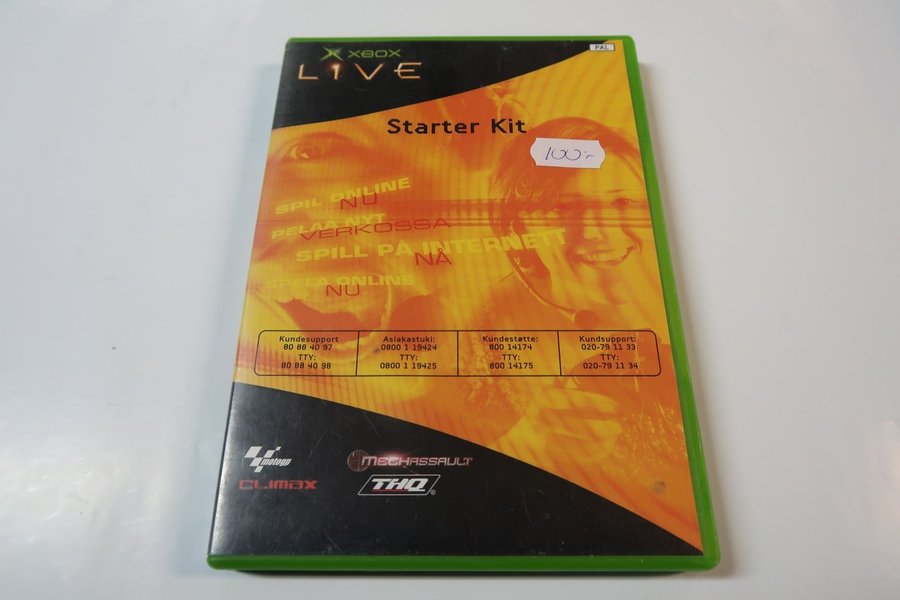 XBOX
LIVE
PAL
Starter Kit
100:-
SPIL ONLINE
NU
PELAA NYT
VERKOSSA
SPILL PÅ INTERNETT
NÅ
SPELA ONLINE
NU
Kundesupport
80 88 40 97
TTY:
80 88 40 98
Asiakastuki:
0800 1 19424
TTY:
0800 1 19425
Kundestøtte:
800 14174
TTY:
800 14175
Kundsupport:
020-79 11 33
TTY:
020-79 11 34
motogp
CLIMAX
MECHASSAULT
THQ